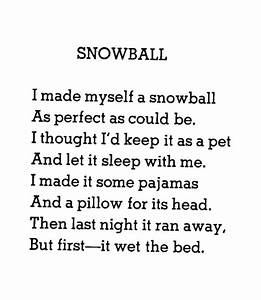 SNOWBALL
I made myself a snowball
As perfect as could be.
I thought I'd keep it as a pet
And let it sleep with me.
I made it some pajamas
And a pillow for its head.
Then last night it ran away,
But first—it wet the bed.